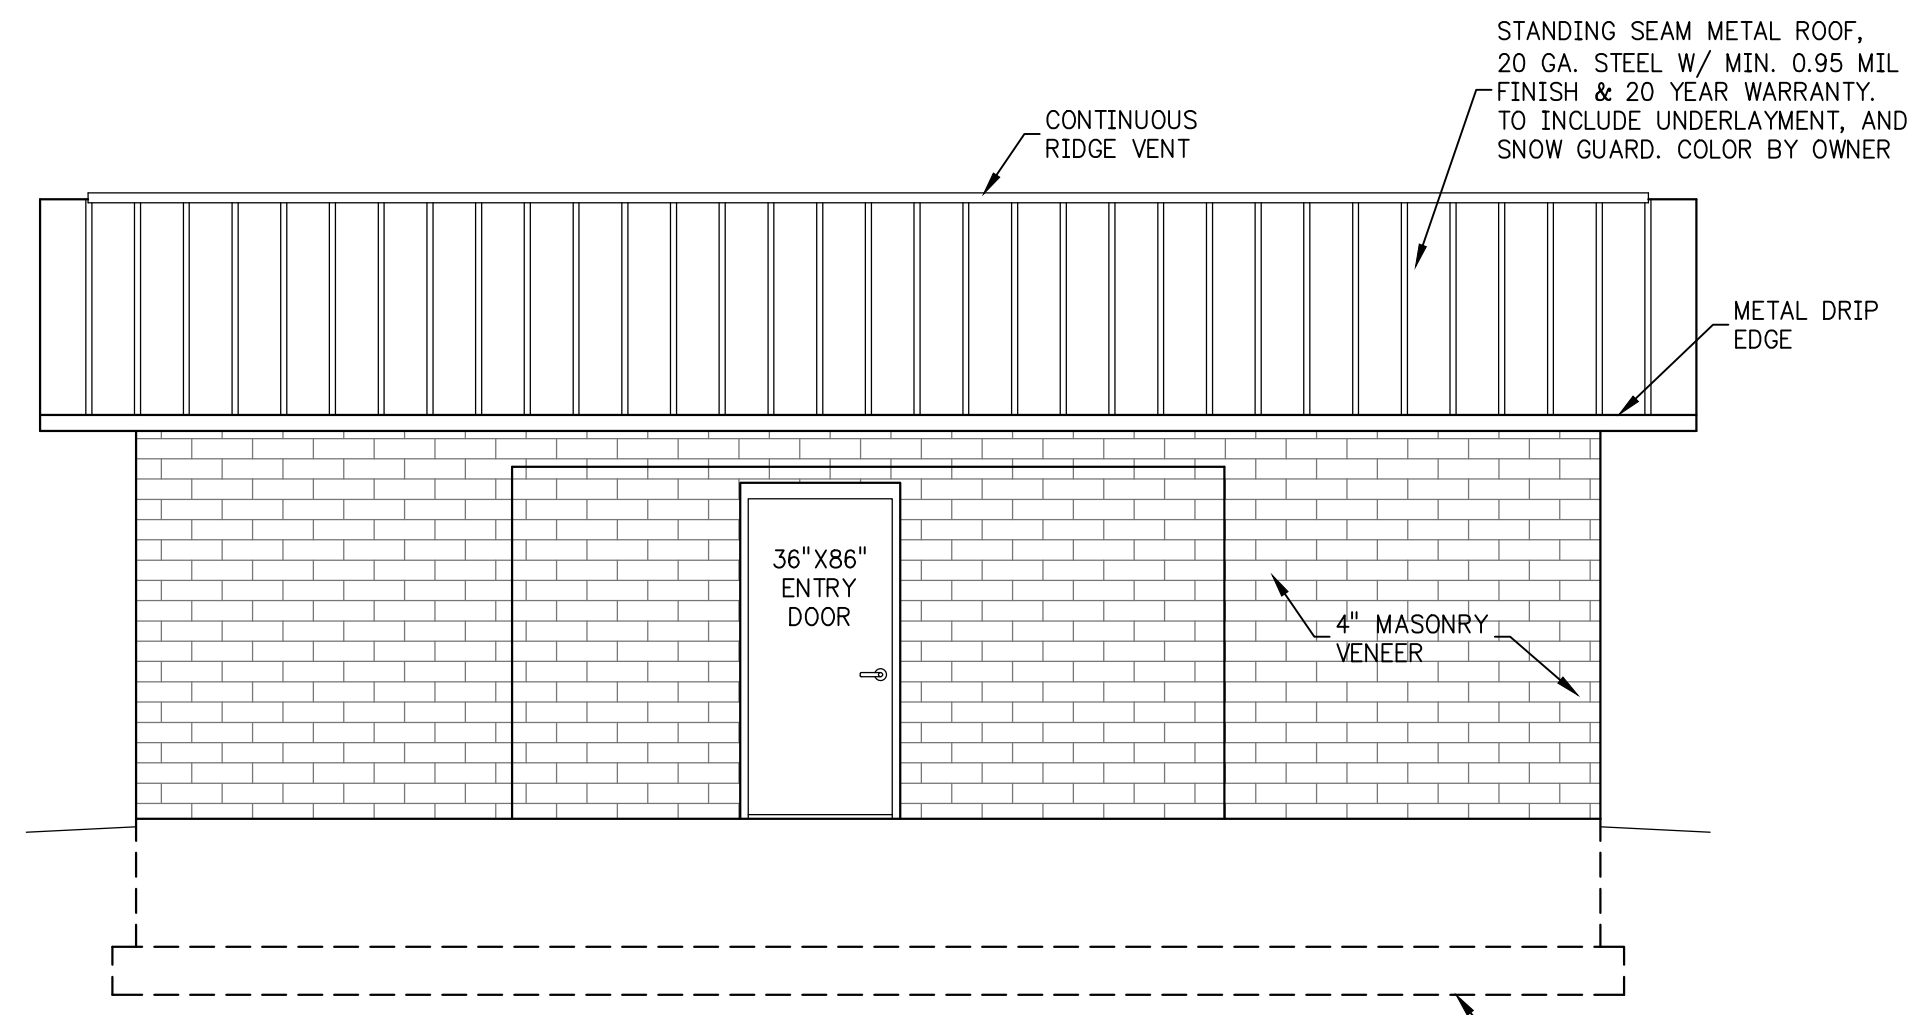 STANDING SEAM METAL ROOF,
20 GA. STEEL W/ MIN. 0.95 MIL
FINISH & 20 YEAR WARRANTY.
TO INCLUDE UNDERLAYMENT, AND
SNOW GUARD. COLOR BY OWNER
CONTINUOUS
RIDGE VENT
METAL DRIP
EDGE
36"X86"
ENTRY
DOOR
4" MASONRY
VENEER